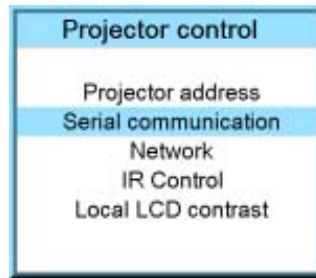 Projector control
Projector address
Serial communication
Network
IR Control
Local LCD contrast